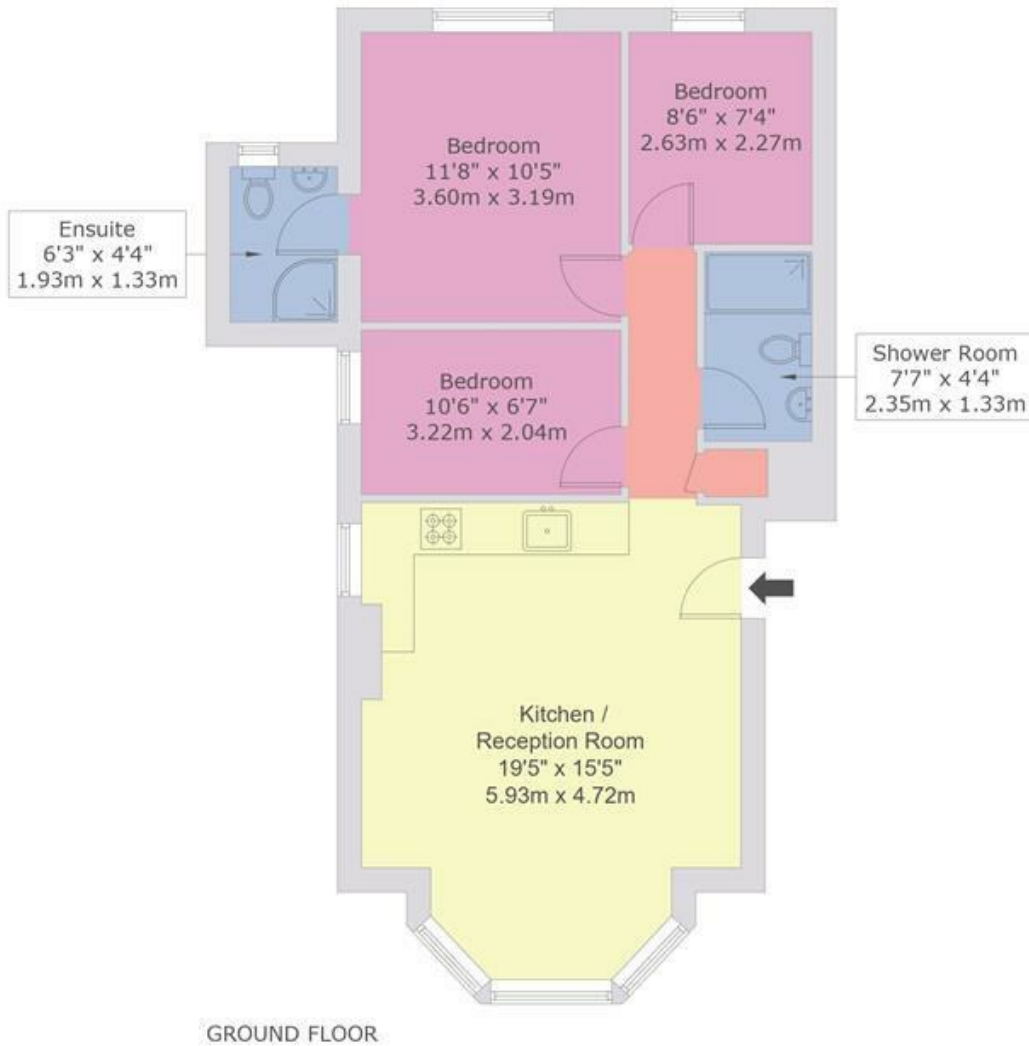 Bedroom
11'8" x 10'5"
3.60m x 3.19m
Bedroom
8'6" x 7'4"
2.63m x 2.27m
Ensuite
6'3" x 4'4"
1.93m x 1.33m
Bedroom
10'6" x 6'7"
3.22m x 2.04m
Shower Room
7'7" x 4'4"
2.35m x 1.33m
Kitchen /
Reception Room
19'5" x 15'5"
5.93m x 4.72m
GROUND FLOOR